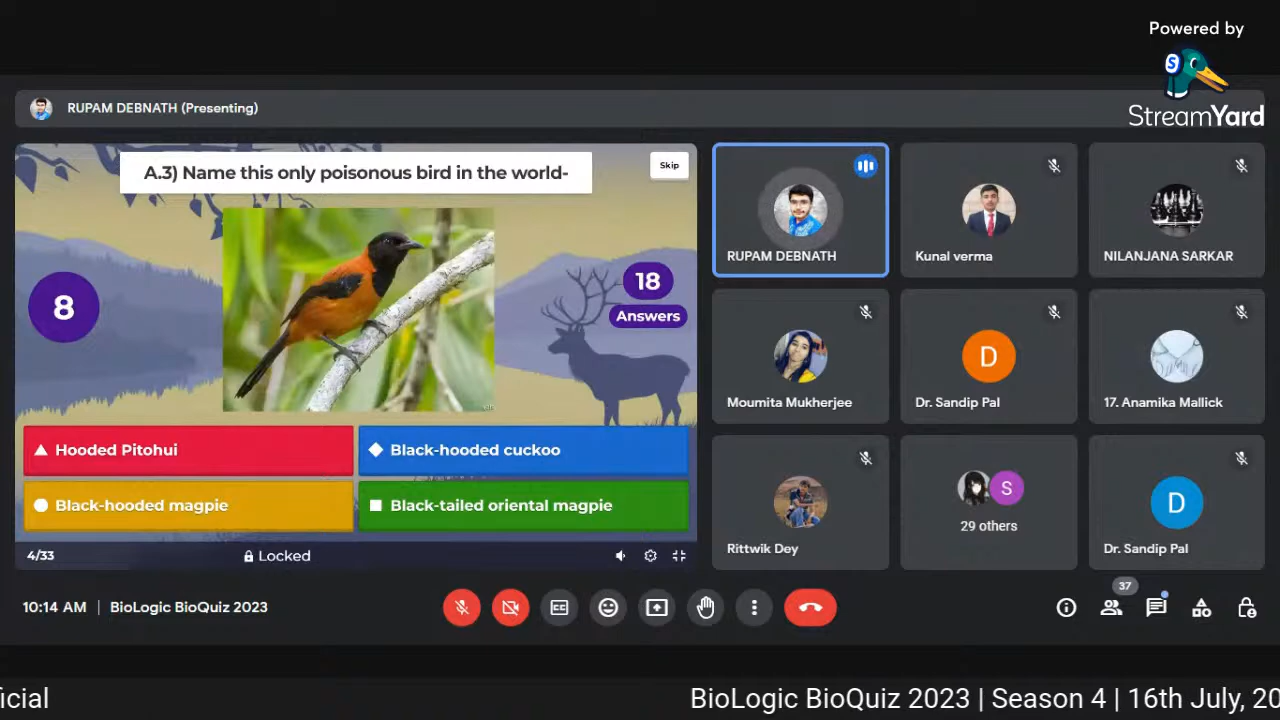 Powered by
S
StreamYard
RUPAM DEBNATH (Presenting)
A.3) Name this only poisonous bird in the world-
Skip
8
18
Answers
Hooded Pitohui
Black-hooded cuckoo
Black-hooded magpie
Black-tailed oriental magpie
4/33
Locked
RUPAM DEBNATH
Kunal verma
NILANJANA SARKAR
Moumita Mukherjee
D
Dr. Sandip Pal
17. Anamika Mallick
Rittwik Dey
S
29 others
D
Dr. Sandip Pal
10:14 AM | BioLogic BioQuiz 2023
CC
37
icial
BioLogic BioQuiz 2023 | Season 4 | 16th July, 20